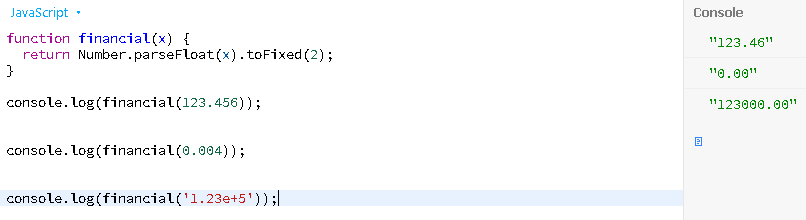 JavaScript
function financial(x) {
  return Number.parseFloat(x).toFixed(2);
}
console.log(financial(123.456));
console.log(financial(0.004));
console.log(financial('1.23e+5'));
Console
"123.46"
"0.00"
"123000.00"